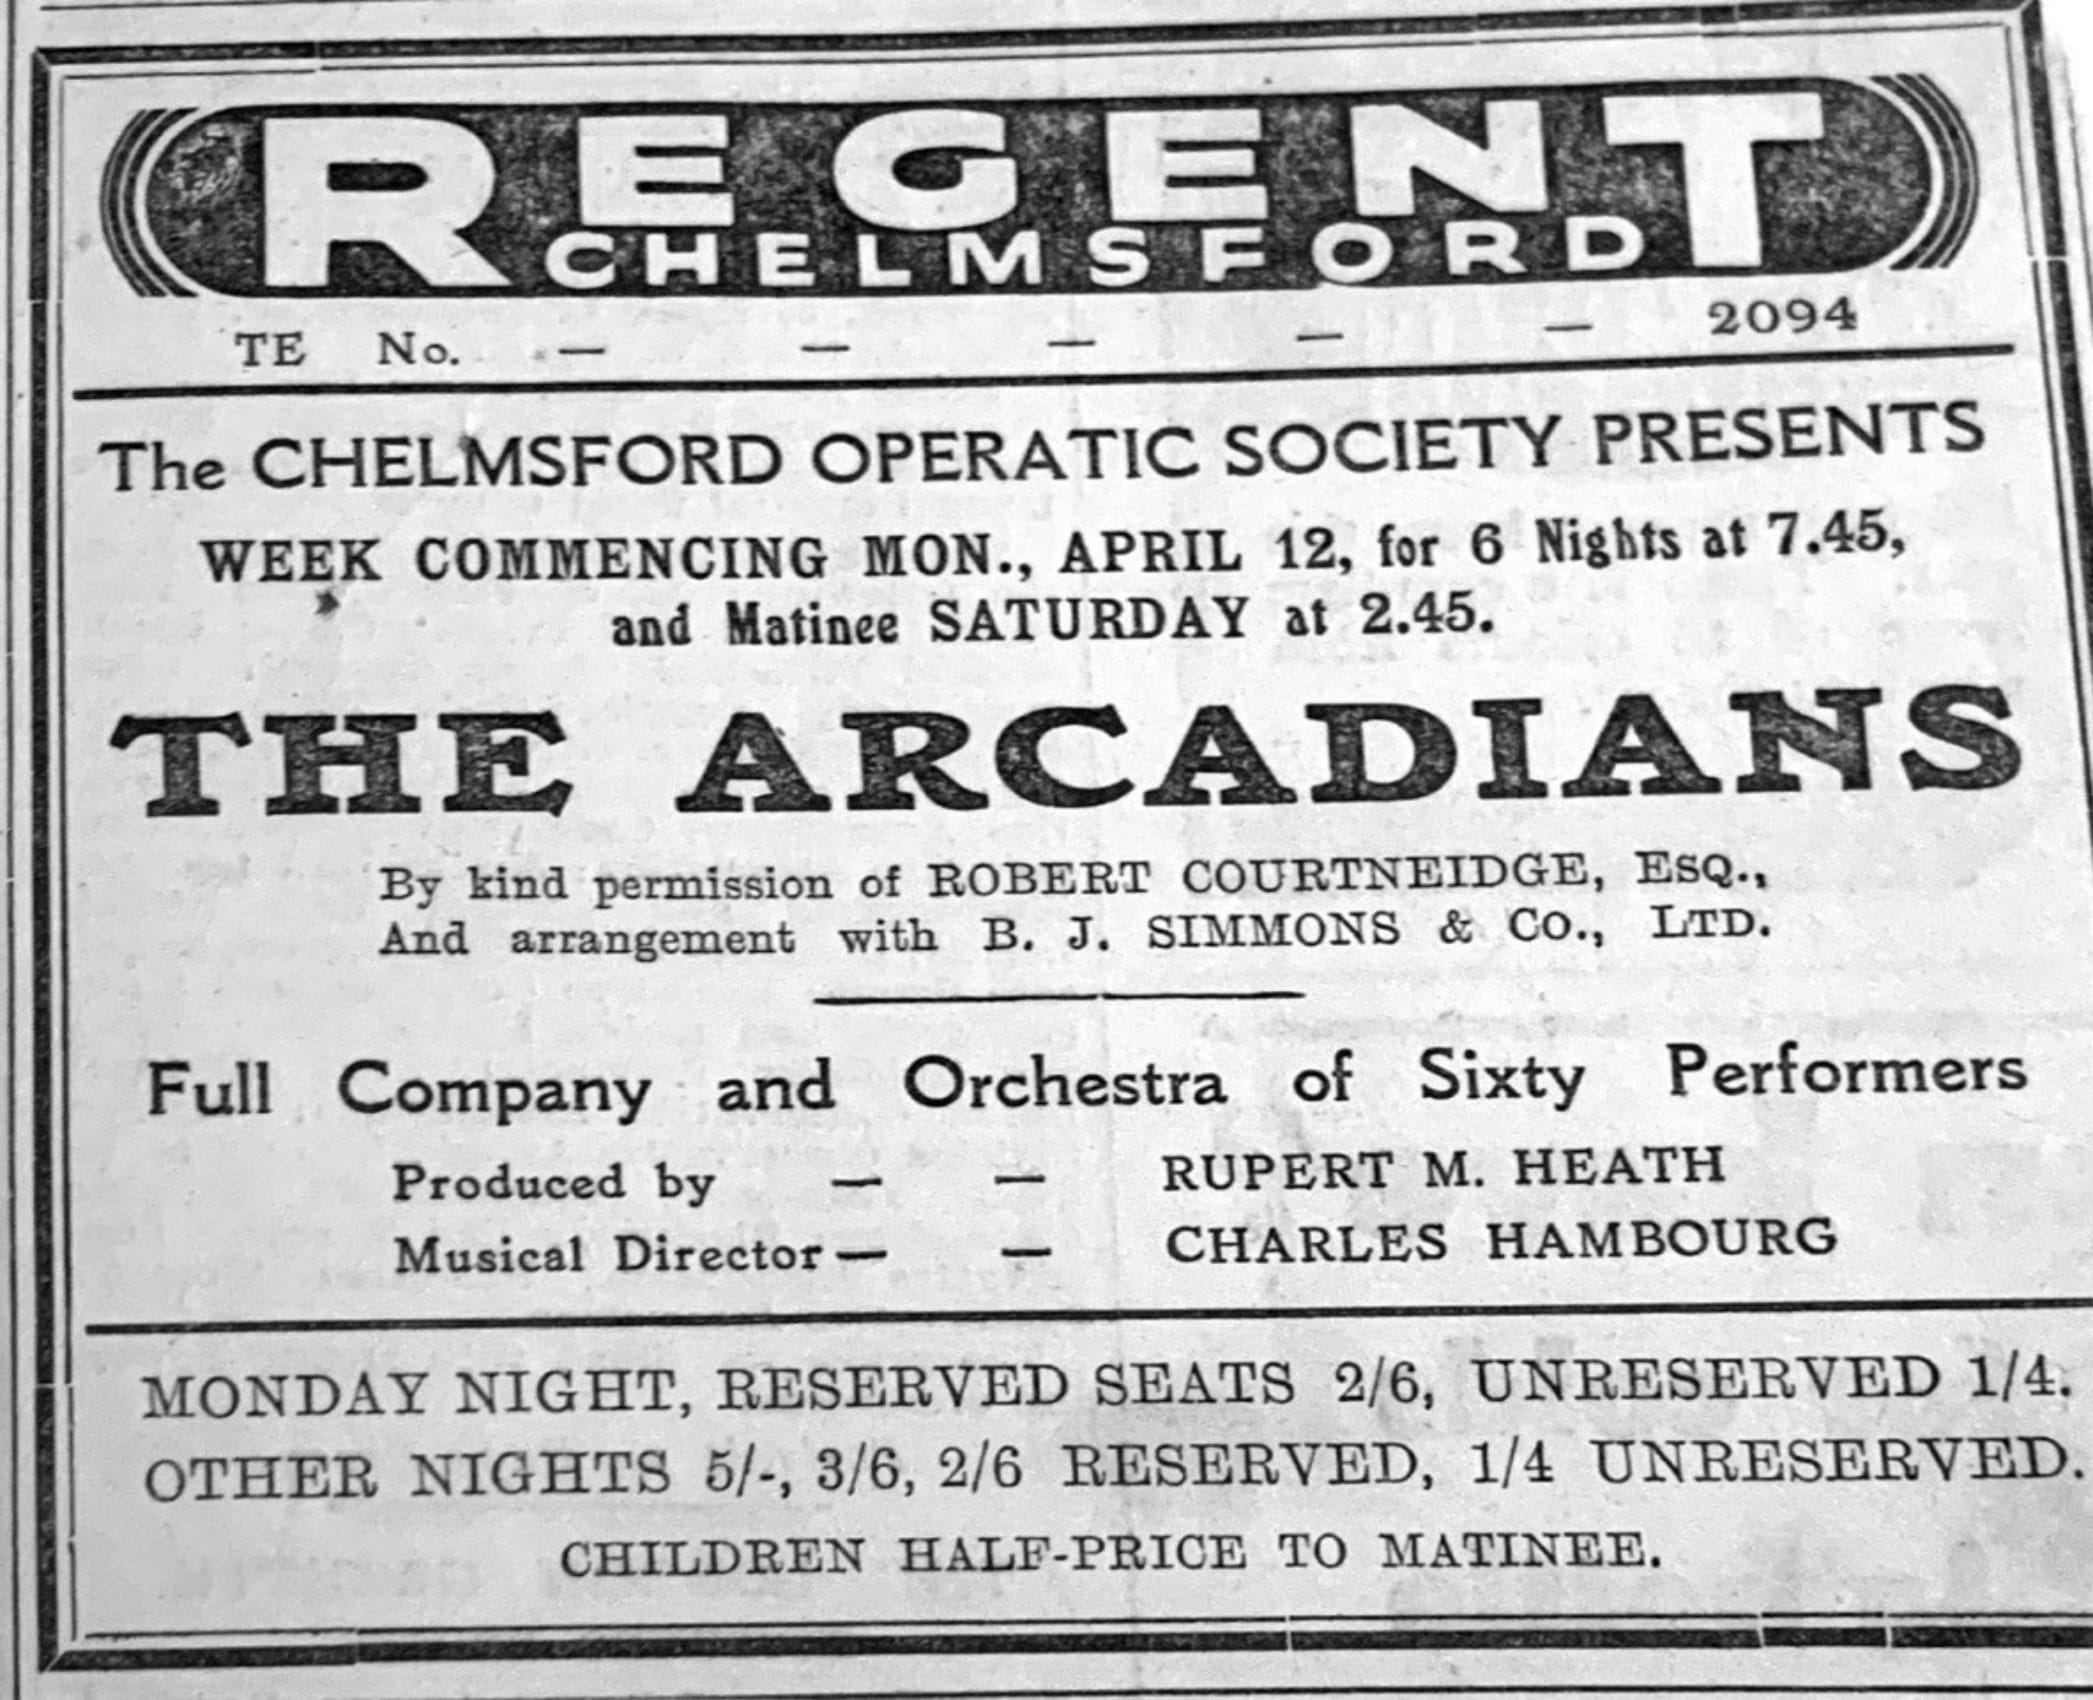 REGENT
CHELMSFORD
TE No. — — — — — 2094
The CHELMSFORD OPERATIC SOCIETY PRESENTS
WEEK COMMENCING MON., APRIL 12, for 6 Nights at 7.45,
and Matinee SATURDAY at 2.45.
THE ARCADIANS
By kind permission of ROBERT COURTNEIDGE, ESQ.,
And arrangement with B. J. SIMMONS & Co., LTD.
Full Company and Orchestra of Sixty Performers
Produced by — — RUPERT M. HEATH
Musical Director — — CHARLES HAMBOURG
MONDAY NIGHT, RESERVED SEATS 2/6, UNRESERVED 1/4.
OTHER NIGHTS 5/-, 3/6, 2/6 RESERVED, 1/4 UNRESERVED.
CHILDREN HALF-PRICE TO MATINEE.